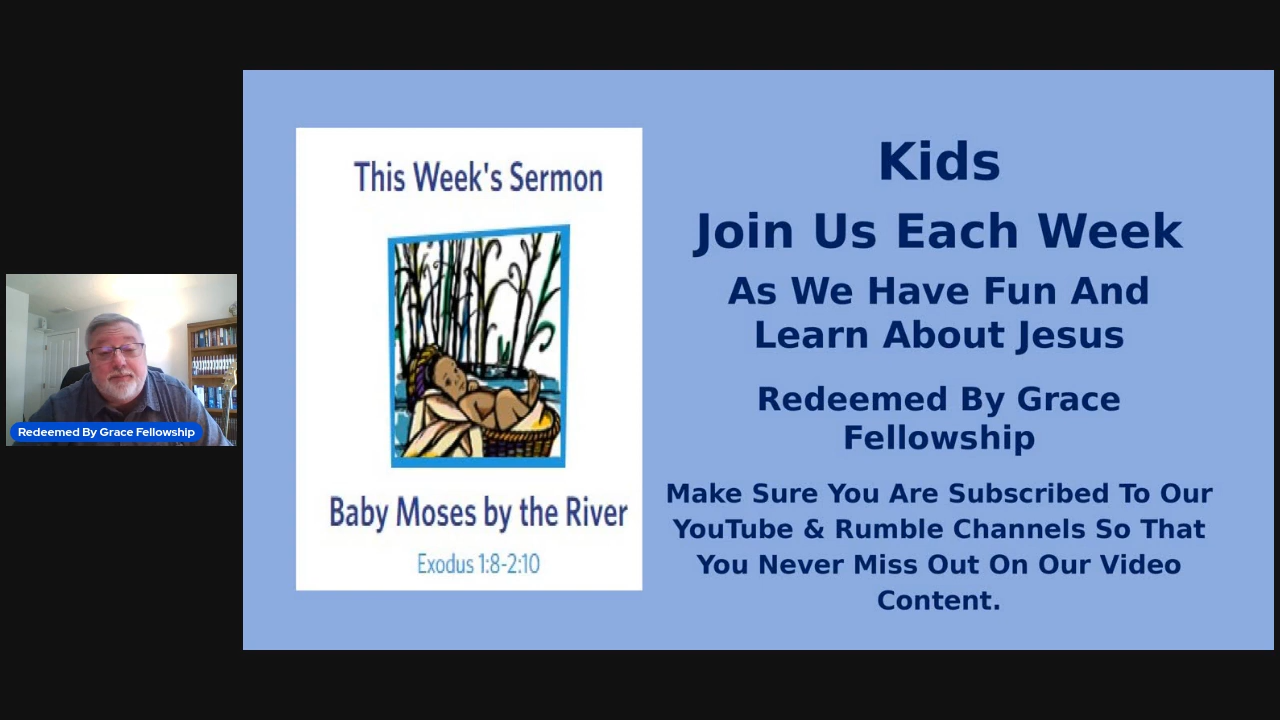 This Week's Sermon
Baby Moses by the River
Exodus 1:8-2:10
Kids
Join Us Each Week
As We Have Fun And
Learn About Jesus
Redeemed By Grace
Fellowship
Make Sure You Are Subscribed To Our
YouTube & Rumble Channels So That
You Never Miss Out On Our Video
Content.
Redeemed By Grace Fellowship